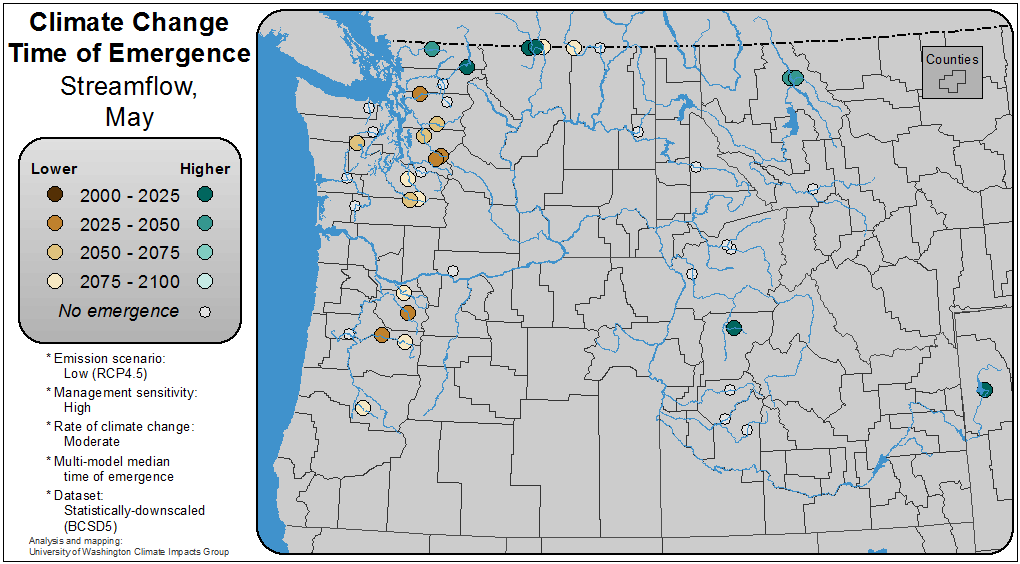 Climate Change
Time of Emergence
Streamflow,
May
Lower Higher
2000 - 2025
2025 - 2050
2050 - 2075
2075 - 2100
No emergence
* Emission scenario:
Low (RCP4.5)
* Management sensitivity:
High
* Rate of climate change:
Moderate
* Multi-model median
time of emergence
* Dataset:
Statistically-downscaled
(BCSD5)
Analysis and mapping:
University of Washington Climate Impacts Group
Counties